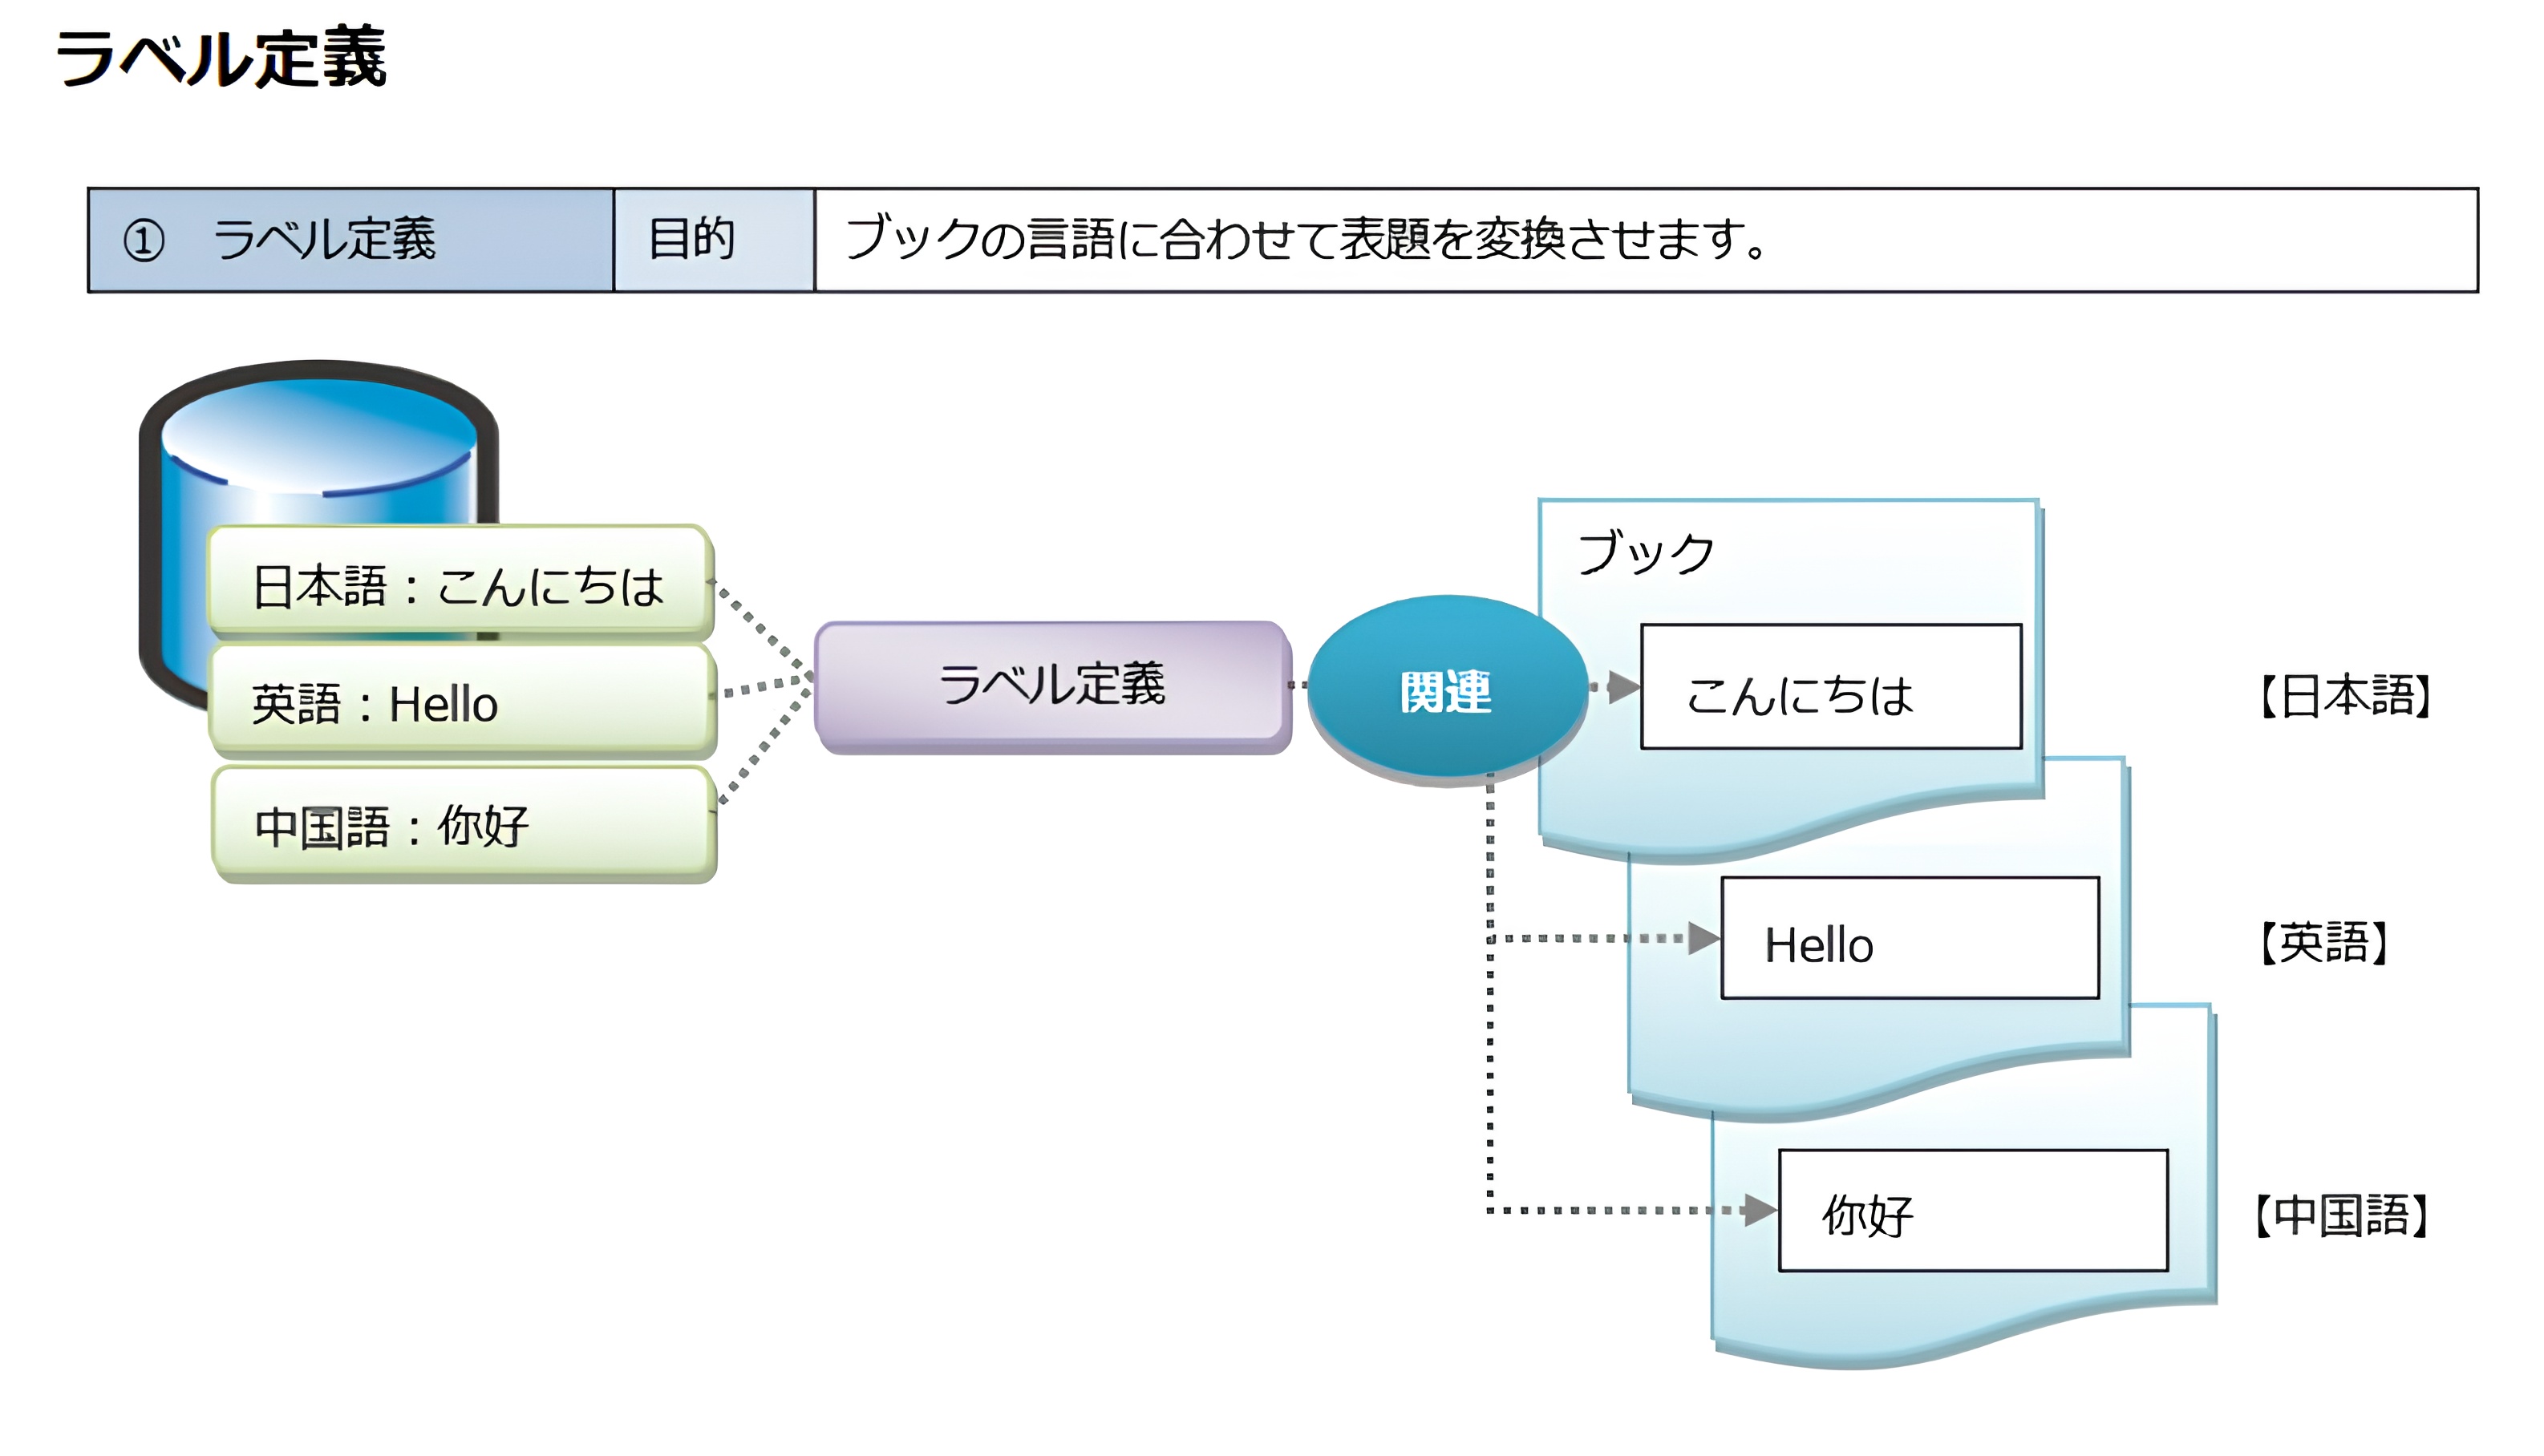 ラベル定義
① ラベル定義 目的 ブックの言語に合わせて表題を変換させます。
日本語：こんにちは
英語：Hello
中国語：你好
ラベル定義
関連
ブック
こんにちは
【日本語】
Hello
【英語】
你好
【中国語】